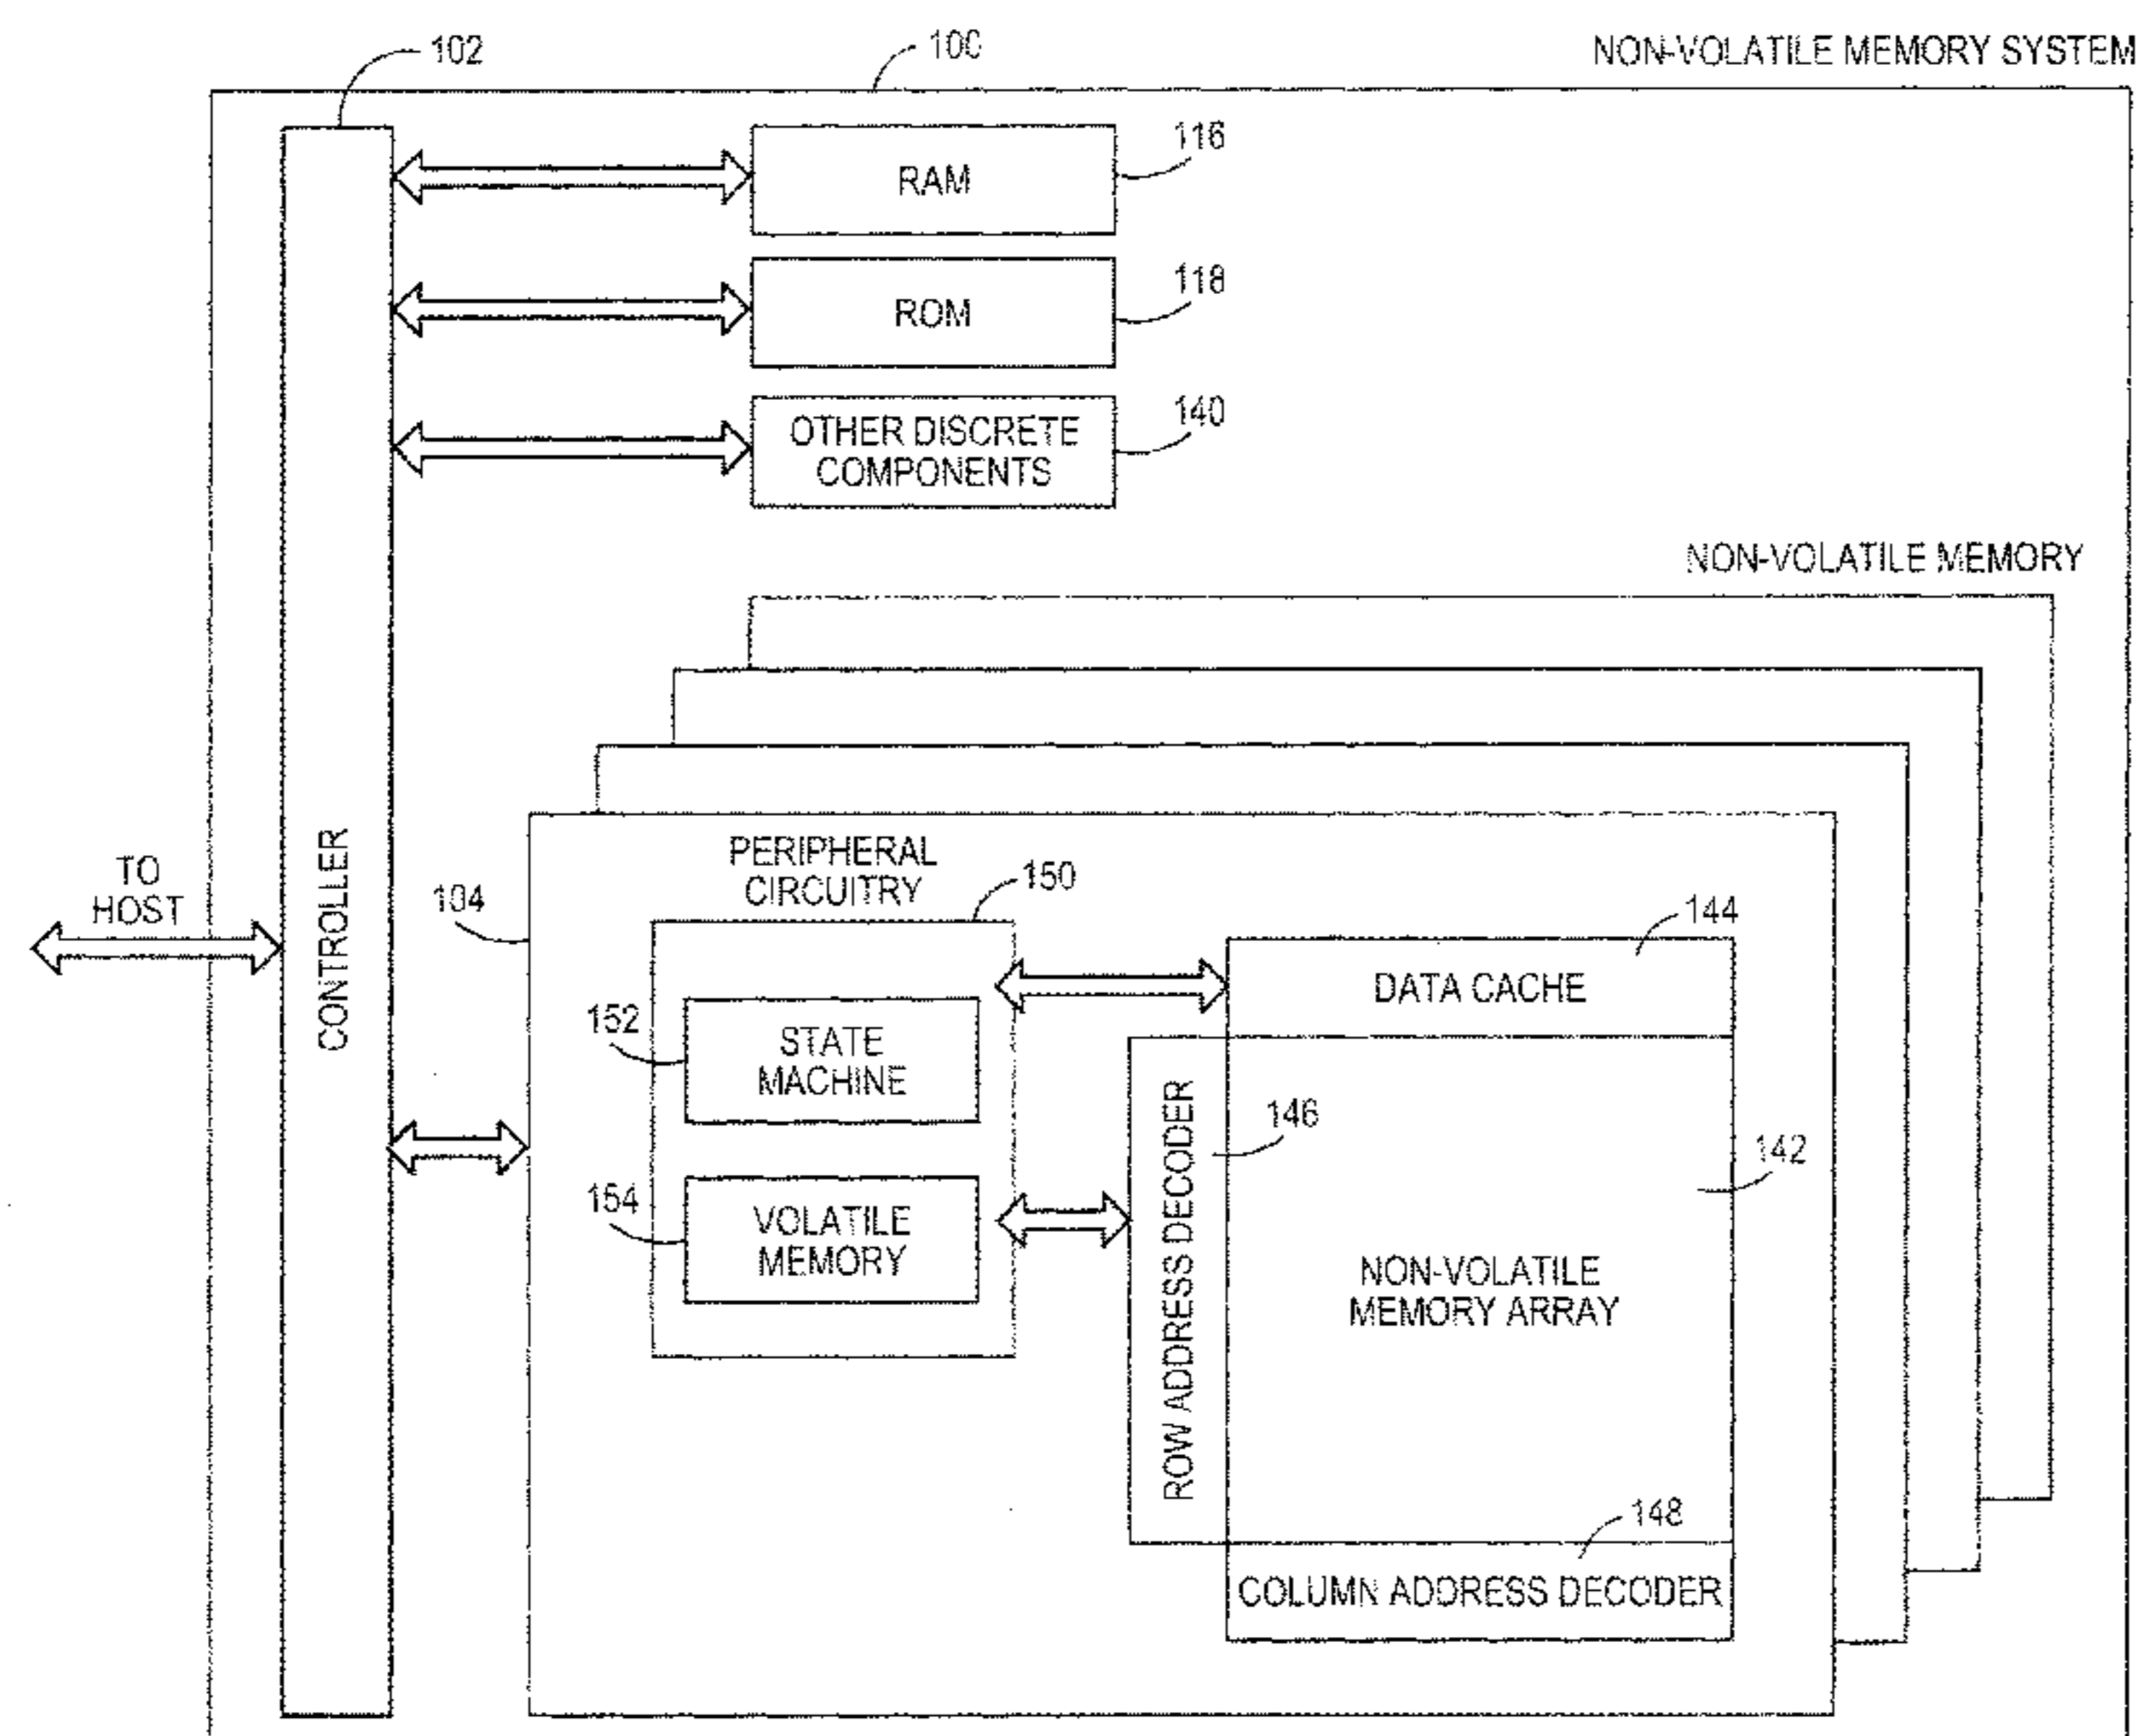 102
100
NON-VOLATILE MEMORY SYSTEM
116
RAM
118
ROM
140
OTHER DISCRETE
COMPONENTS
NON-VOLATILE MEMORY
TO
HOST
CONTROLLER
104
PERIPHERAL
CIRCUITRY
150
144
DATA CACHE
152
STATE
MACHINE
154
VOLATILE
MEMORY
ROW ADDRESS DECODER
146
142
NON-VOLATILE
MEMORY ARRAY
148
COLUMN ADDRESS DECODER